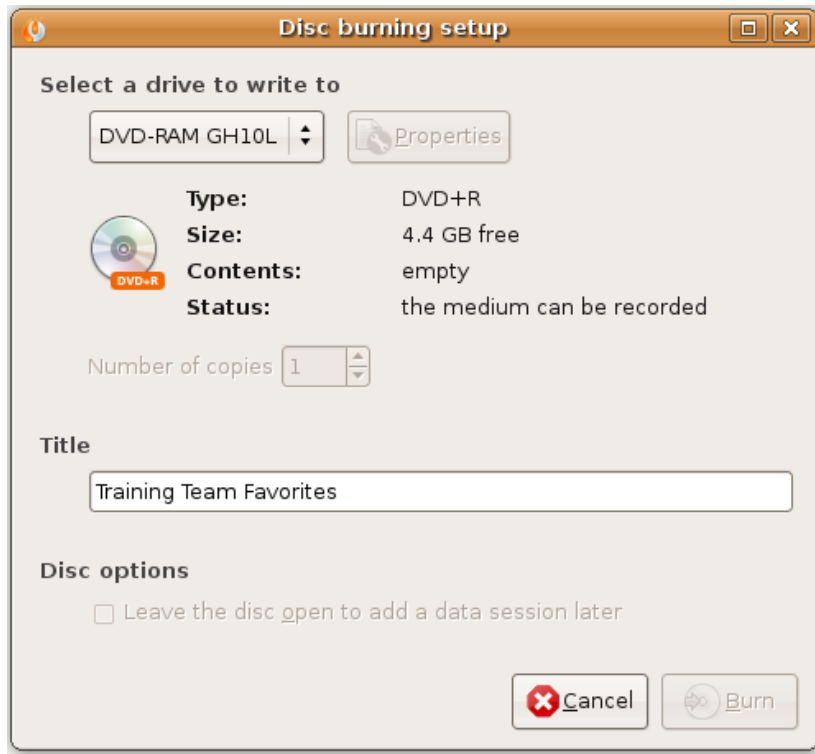 Disc burning setup
Select a drive to write to
DVD-RAM GH10L Properties
Type: DVD+R
Size: 4.4 GB free
Contents: empty
Status: the medium can be recorded
DVD+R
Number of copies 1
Title
Training Team Favorites
Disc options
Leave the disc open to add a data session later
Cancel Burn